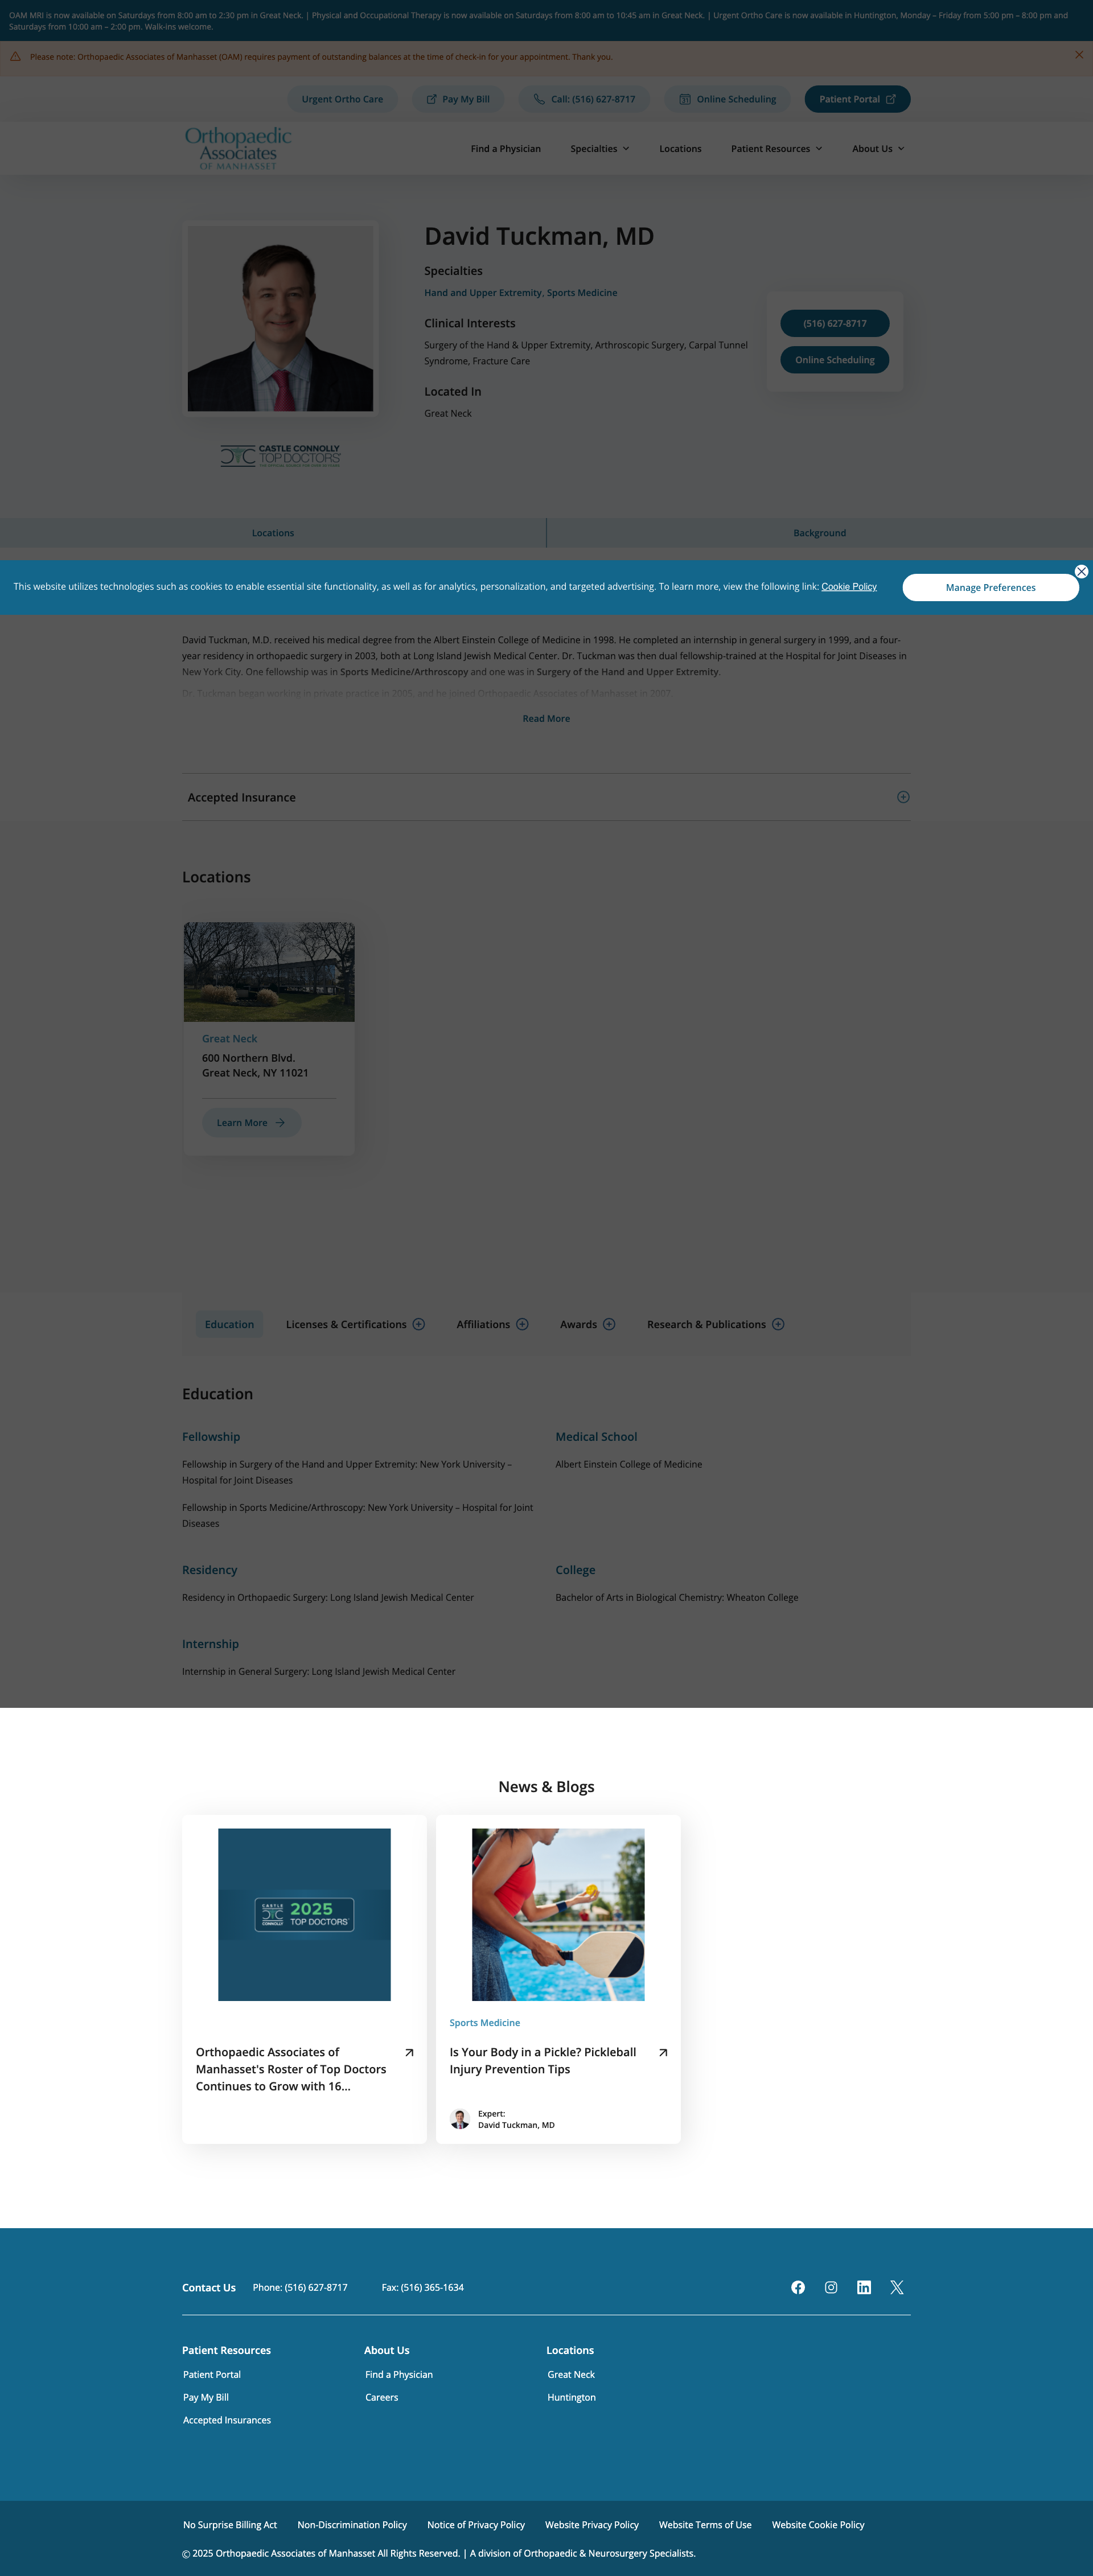 OAM MRI is now available on Saturdays from 8:00 am to 2:30 pm in Great Neck. | Physical and Occupational Therapy is now available on Saturdays from 8:00 am to 10:45 am in Great Neck. | Urgent Ortho Care is now available in Huntington, Monday – Friday from 5:00 pm – 8:00 pm and
Saturdays from 10:00 am – 2:00 pm. Walk-ins welcome.
Please note: Orthopaedic Associates of Manhasset (OAM) requires payment of outstanding balances at the time of check-in for your appointment. Thank you.
Urgent Ortho Care
Pay My Bill
Call: (516) 627-8717
Online Scheduling
Patient Portal
Orthopaedic
Associates
OF MANHASSET
Find a Physician
Specialties
Locations
Patient Resources
About Us
David Tuckman, MD
Specialties
Hand and Upper Extremity, Sports Medicine
Clinical Interests
Surgery of the Hand & Upper Extremity, Arthroscopic Surgery, Carpal Tunnel
Syndrome, Fracture Care
Located In
Great Neck
(516) 627-8717
Online Scheduling
CASTLE CONNOLLY
TOP DOCTORS
Locations
Background
This website utilizes technologies such as cookies to enable essential site functionality, as well as for analytics, personalization, and targeted advertising. To learn more, view the following link: Cookie Policy
Manage Preferences
David Tuckman, M.D. received his medical degree from the Albert Einstein College of Medicine in 1998. He completed an internship in general surgery in 1999, and a four-
year residency in orthopaedic surgery in 2003, both at Long Island Jewish Medical Center. Dr. Tuckman was then dual fellowship-trained at the Hospital for Joint Diseases in
New York City. One fellowship was in Sports Medicine/Arthroscopy and one was in Surgery of the Hand and Upper Extremity.
Dr. Tuckman began working in private practice in 2005, and he joined Orthopaedic Associates of Manhasset in 2007.
Read More
Accepted Insurance
Locations
Great Neck
600 Northern Blvd.
Great Neck, NY 11021
Learn More
Education
Licenses & Certifications
Affiliations
Awards
Research & Publications
Education
Fellowship
Fellowship in Surgery of the Hand and Upper Extremity: New York University –
Hospital for Joint Diseases
Fellowship in Sports Medicine/Arthroscopy: New York University – Hospital for Joint
Diseases
Medical School
Albert Einstein College of Medicine
Residency
Residency in Orthopaedic Surgery: Long Island Jewish Medical Center
College
Bachelor of Arts in Biological Chemistry: Wheaton College
Internship
Internship in General Surgery: Long Island Jewish Medical Center
News & Blogs
CASTLE
CONNOLLY
2025
TOP DOCTORS
Orthopaedic Associates of
Manhasset's Roster of Top Doctors
Continues to Grow with 16...
Sports Medicine
Is Your Body in a Pickle? Pickleball
Injury Prevention Tips
Expert:
David Tuckman, MD
Contact Us
Phone: (516) 627-8717
Fax: (516) 365-1634
Patient Resources
Patient Portal
Pay My Bill
Accepted Insurances
About Us
Find a Physician
Careers
Locations
Great Neck
Huntington
No Surprise Billing Act
Non-Discrimination Policy
Notice of Privacy Policy
Website Privacy Policy
Website Terms of Use
Website Cookie Policy
© 2025 Orthopaedic Associates of Manhasset All Rights Reserved. | A division of Orthopaedic & Neurosurgery Specialists.